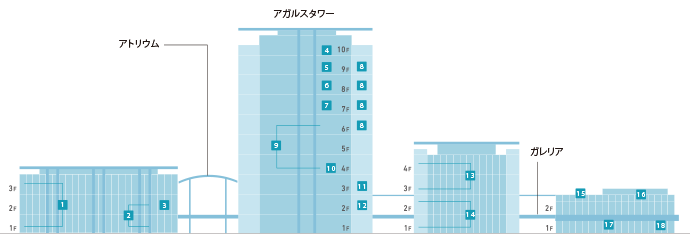 アガルスタワー
アトリウム
4 10F
5 9F 8
6 8F 8
7 7F 8
6F 8
9 5F
10 4F
3F 11
2F 12
1F
3F
2F 1 2 3
1F
4F
13
3F
2F
14
1F
ガレリア
15 16
2F
1F 17 18